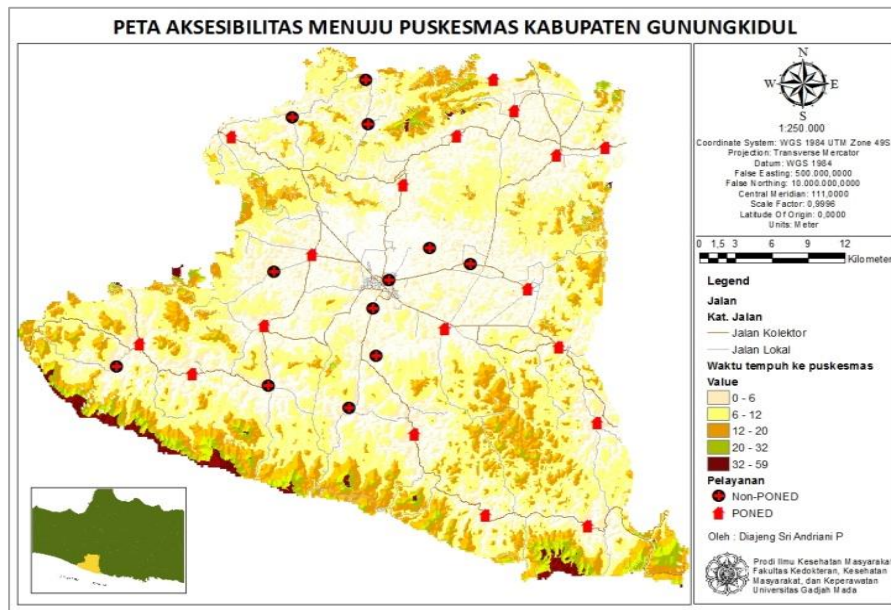 PETA AKSESIBILITAS MENUJU PUSKESMAS KABUPATEN GUNUNGKIDUL
N
W E
S
1:250.000
Coordinate System: WGS 1984 UTM Zone 49S
Projection: Transverse Mercator
Datum: WGS 1984
False Easting: 500.000,0000
False Northing: 10.000.000,0000
Central Meridian: 111,0000
Scale Factor: 0,9996
Latitude Of Origin: 0,0000
Units: Meter
0 1,5 3 6 9 12
Kilometer
Legend
Jalan
Kat. Jalan
Jalan Kolektor
Jalan Lokal
Waktu tempuh ke puskesmas
Value
0 - 6
6 - 12
12 - 20
20 - 32
32 - 59
Pelayanan
Non-PONED
PONED
Oleh : Diajeng Sri Andriani P
Prodi Ilmu Kesehatan Masyarakat
Fakultas Kedokteran, Kesehatan
Masyarakat, dan Keperawatan
Universitas Gadjah Mada